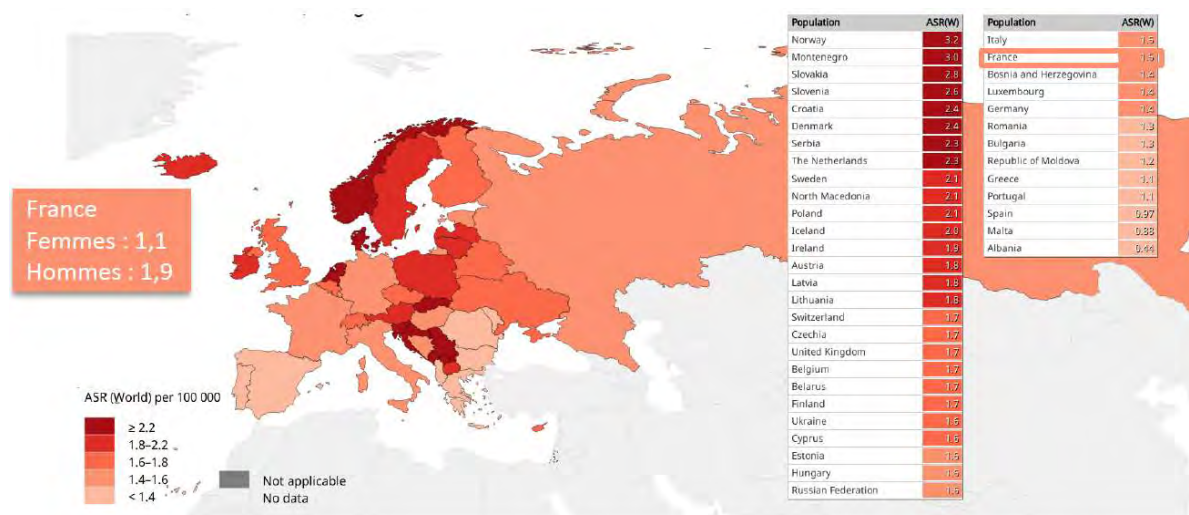 Population ASR(W)
Norway 3.2
Montenegro 3.0
Slovakia 2.8
Slovenia 2.6
Croatia 2.4
Denmark 2.4
Serbia 2.3
The Netherlands 2.3
Sweden 2.1
North Macedonia 2.1
Poland 2.1
Iceland 2.0
Ireland 1.9
Austria 1.8
Latvia 1.8
Lithuania 1.8
Switzerland 1.7
Czechia 1.7
United Kingdom 1.7
Belgium 1.7
Belarus 1.7
Finland 1.7
Ukraine 1.6
Cyprus 1.6
Estonia
Hungary
Russian Federation
Population ASR(W)
Italy
France 1.5
Bosnia and Herzegovina 1.4
Luxembourg 1.4
Germany 1.4
Romania 1.3
Bulgaria 1.3
Republic of Moldova 1.2
Greece 1.1
Portugal 1.1
Spain 0.97
Malta 0.88
Albania 0.44
France
Femmes : 1,1
Hommes : 1,9
ASR (World) per 100 000
≥ 2.2
1.8–2.2
1.6–1.8
1.4–1.6
< 1.4
Not applicable
No data